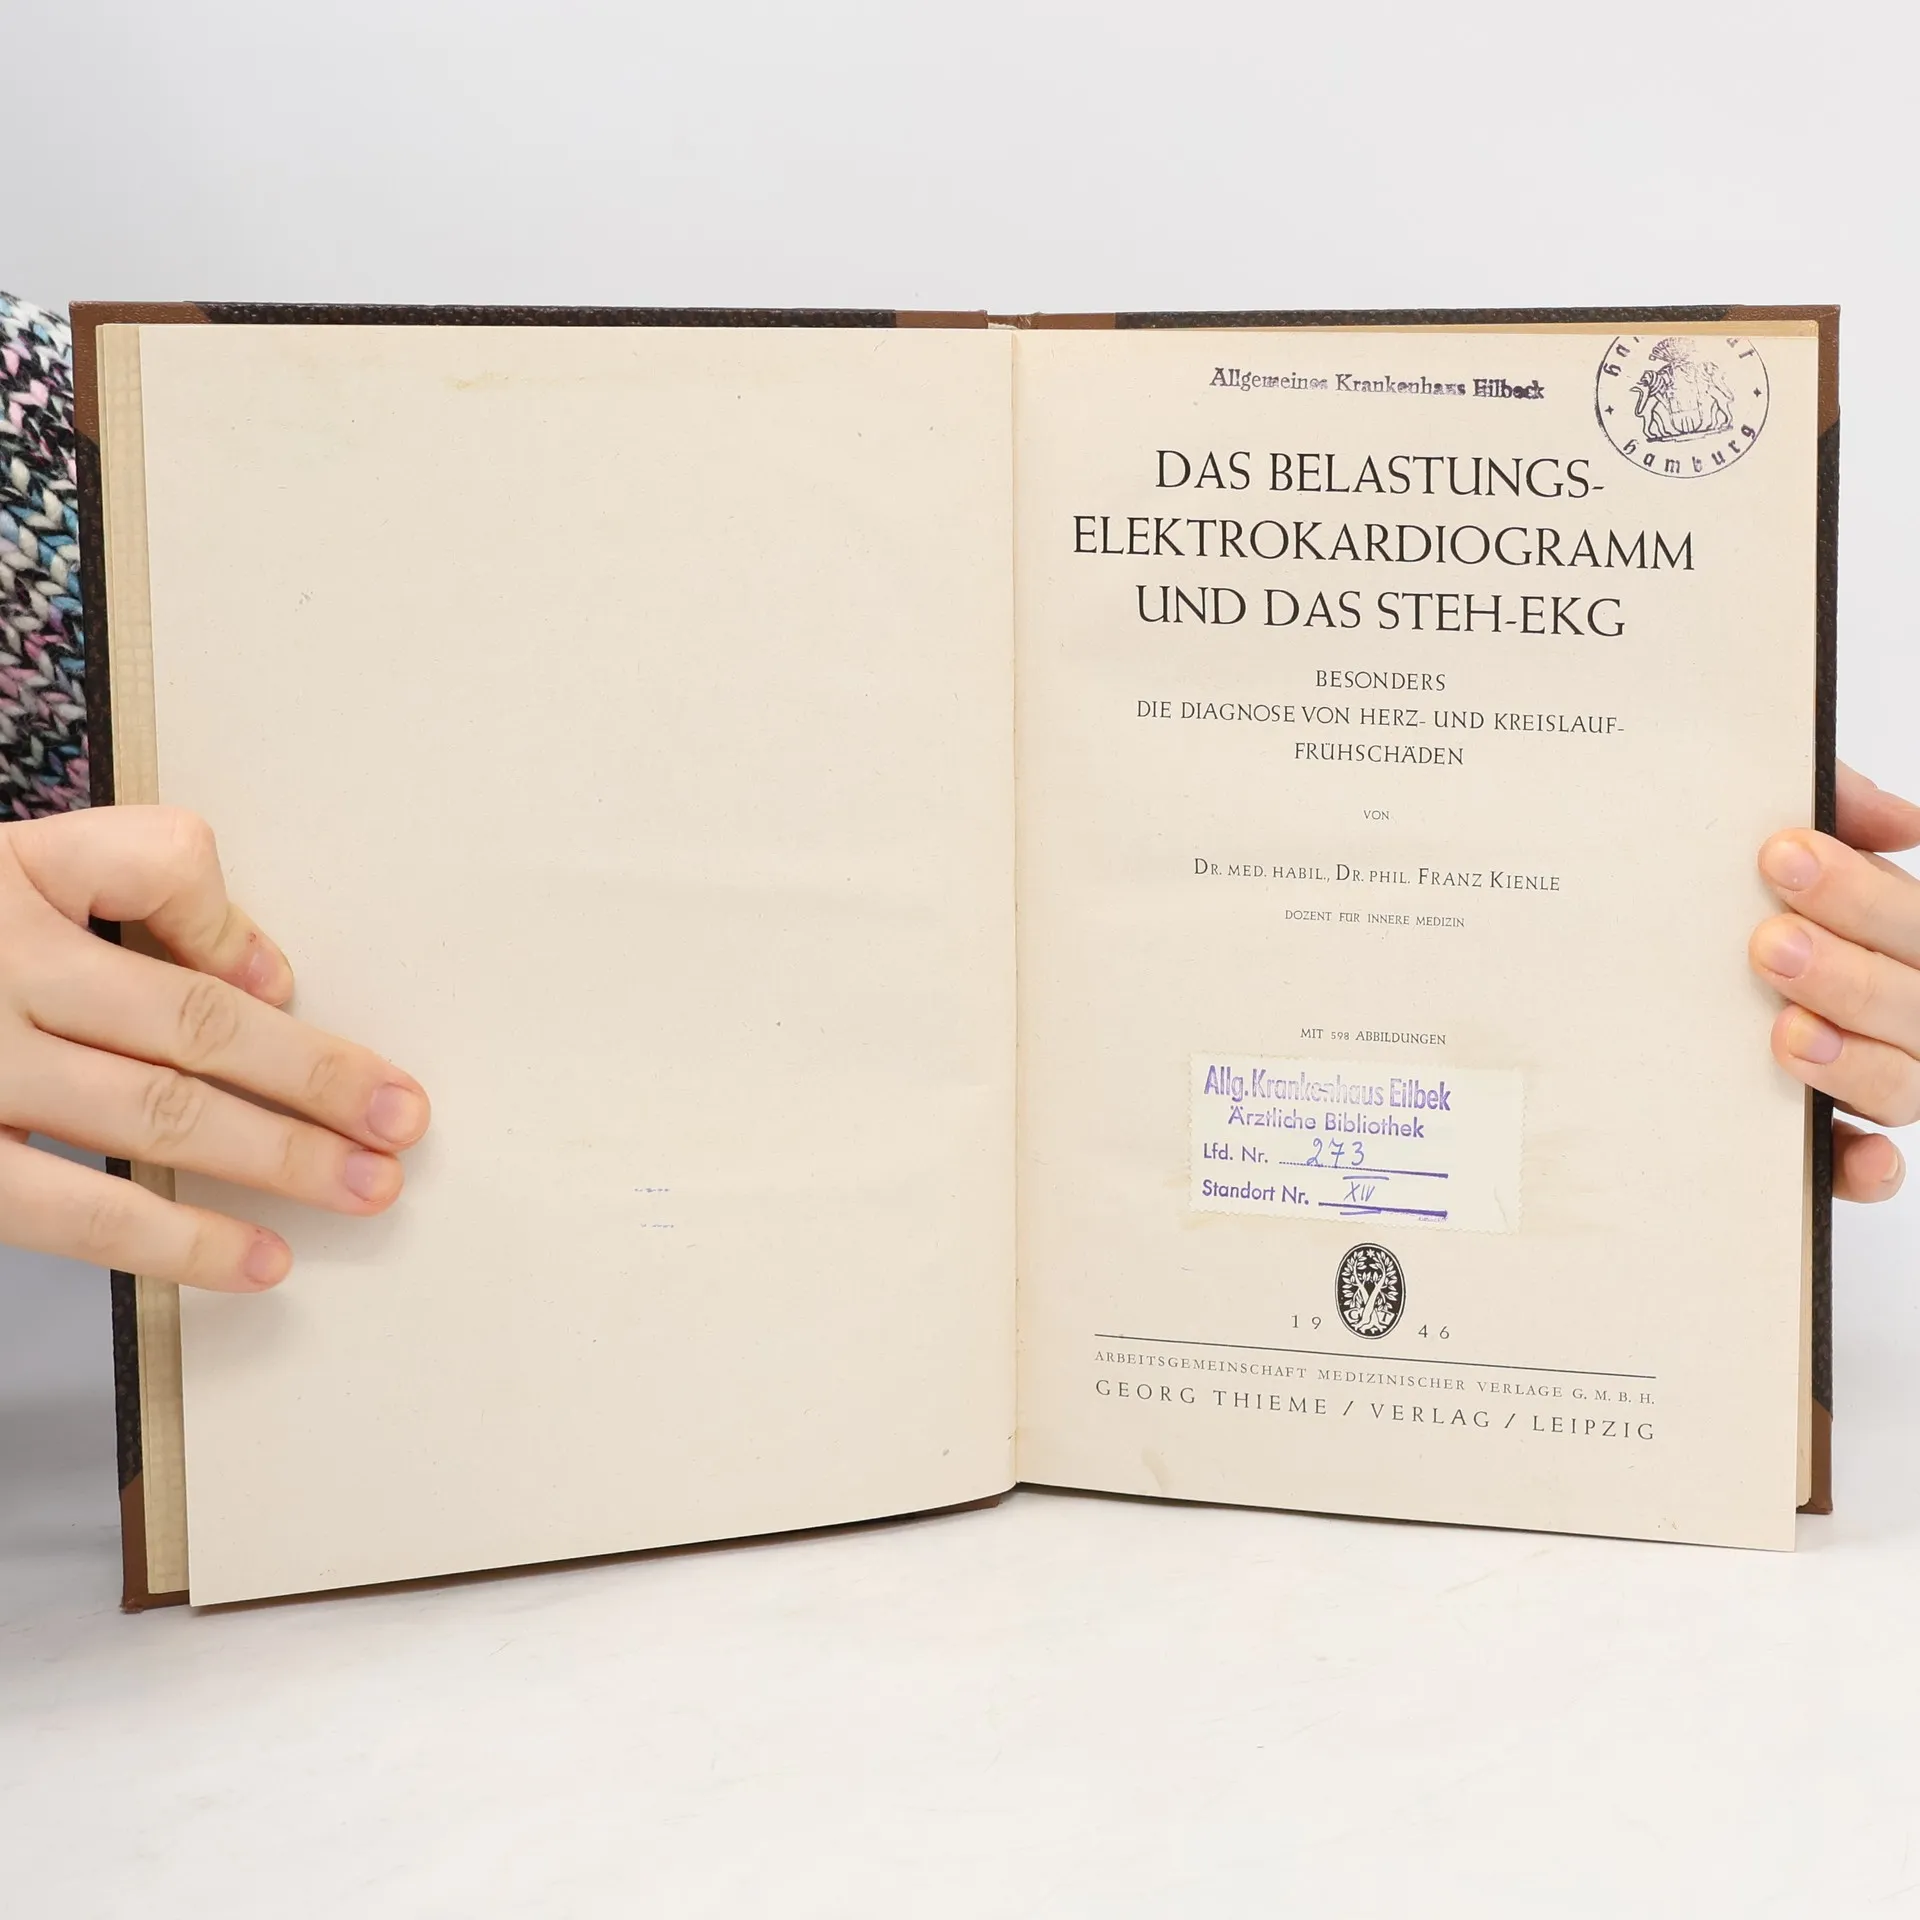 Allgemeines Krankenhaus Eilbeck
hamburg
DAS BELASTUNGS-
ELEKTROKARDIOGRAMM
UND DAS STEH-EKG
BESONDERS
DIE DIAGNOSE VON HERZ- UND KREISLAUF-
FRÜHSCHÄDEN
VON
DR. MED. HABIL., DR. PHIL. FRANZ KIENLE
DOZENT FÜR INNERE MEDIZIN
MIT 598 ABBILDUNGEN
Allg. Krankenhaus Eilbek
Ärztliche Bibliothek
Lfd. Nr. 273
Standort Nr. XIV
G T
1946
ARBEITSGEMEINSCHAFT MEDIZINISCHER VERLAGE G. M. B. H.
GEORG THIEME / VERLAG / LEIPZIG